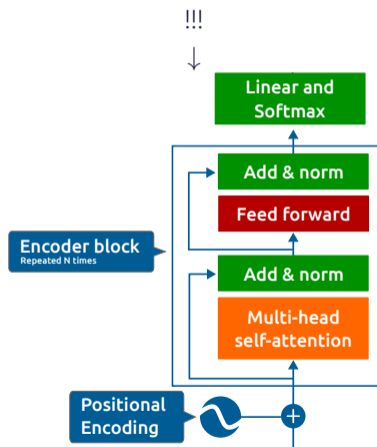 !!!
Linear and
Softmax
Add & norm
Feed forward
Encoder block
Repeated N times
Add & norm
Multi-head
self-attention
Positional
Encoding